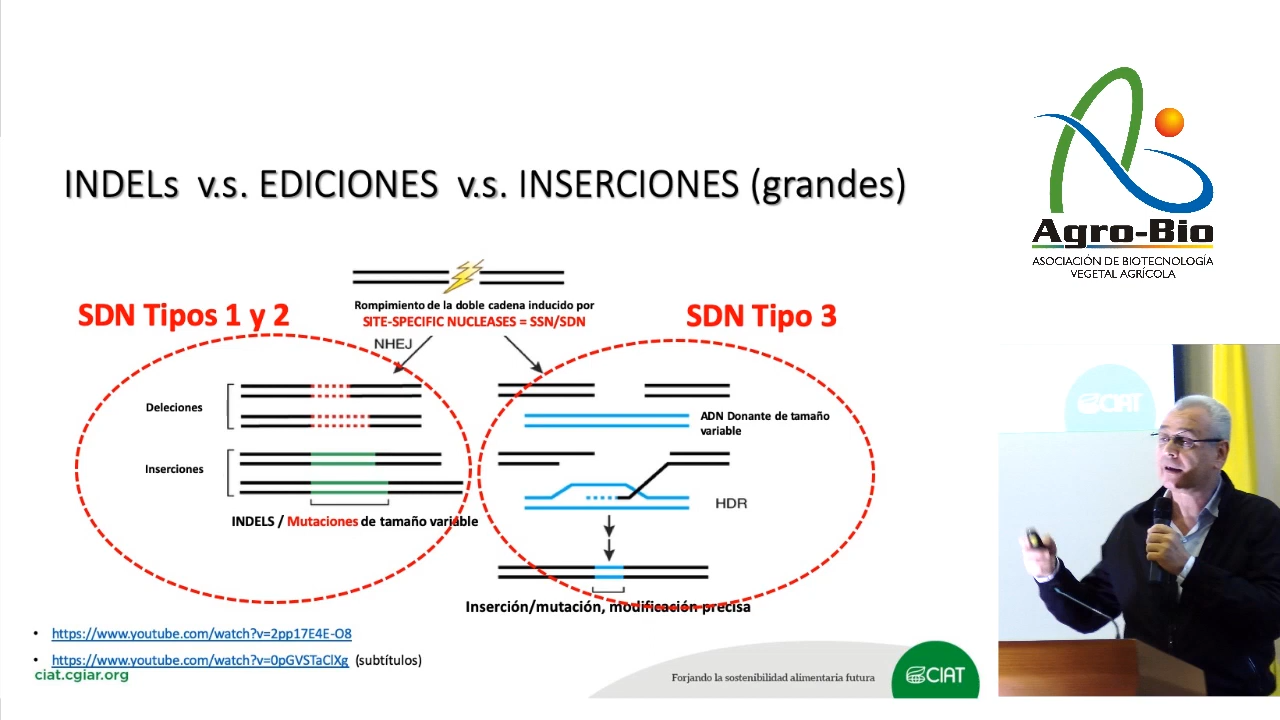 INDELs v.s. EDICIONES v.s. INSERCIONES (grandes)
Rompimiento de la doble cadena inducido por
SITE-SPECIFIC NUCLEASES = SSN/SDN
SDN Tipos 1 y 2
SDN Tipo 3
NHEJ
Deleciones
Inserciones
INDELS / Mutaciones de tamaño variable
ADN Donante de tamaño
variable
HDR
Inserción/mutación, modificación precisa
• https://www.youtube.com/watch?v=2pp17E4E-O8
• https://www.youtube.com/watch?v=0pGVSTaClXg (subtítulos)
ciat.cgiar.org
Forjando la sostenibilidad alimentaria futura
CIAT
Agro-Bio
ASOCIACIÓN DE BIOTECNOLOGÍA
VEGETAL AGRÍCOLA
CIAT